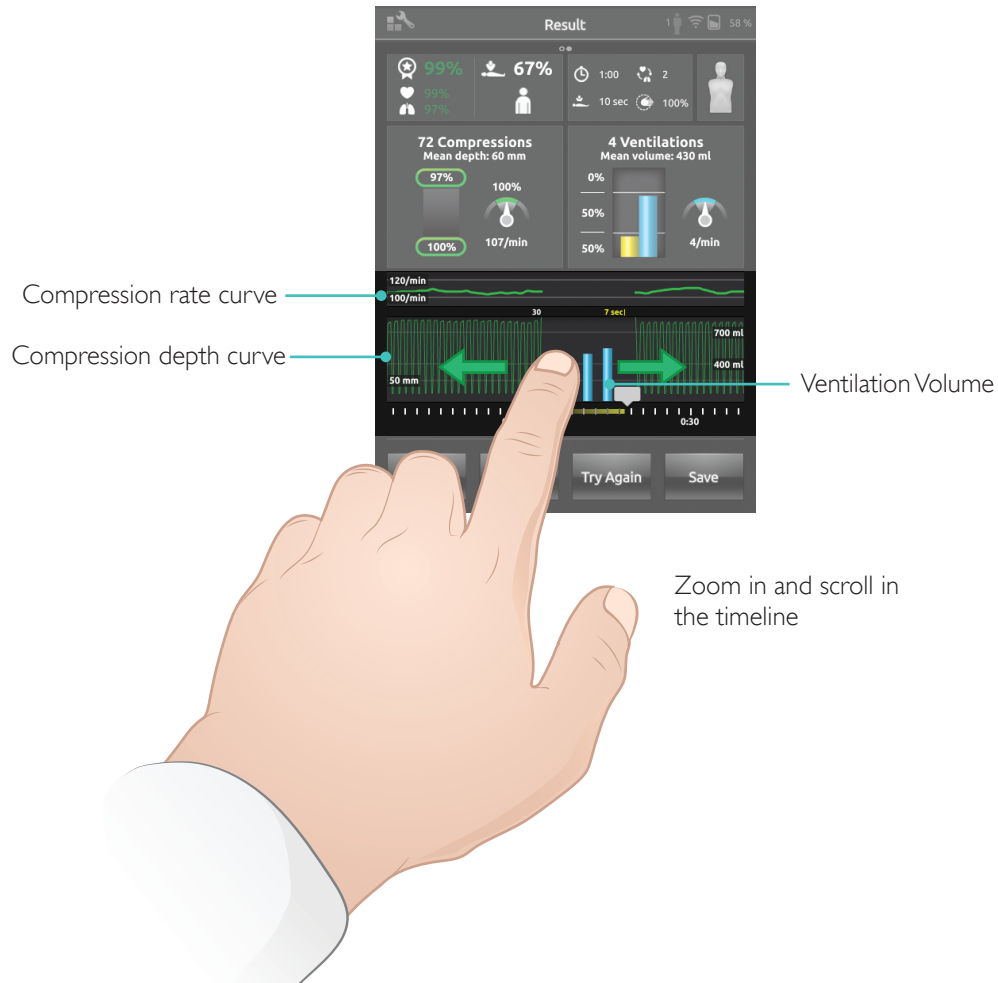 Result
1
58 %
99%
67%
99%
97%
1:00
2
10 sec
100%
72 Compressions
Mean depth: 60 mm
97%
100%
107/min
100%
4 Ventilations
Mean volume: 430 ml
0%
50%
50%
4/min
120/min
100/min
Compression rate curve
30
7 sec
700 ml
400 ml
50 mm
Compression depth curve
Ventilation Volume
0:30
Try Again
Save
Zoom in and scroll in
the timeline